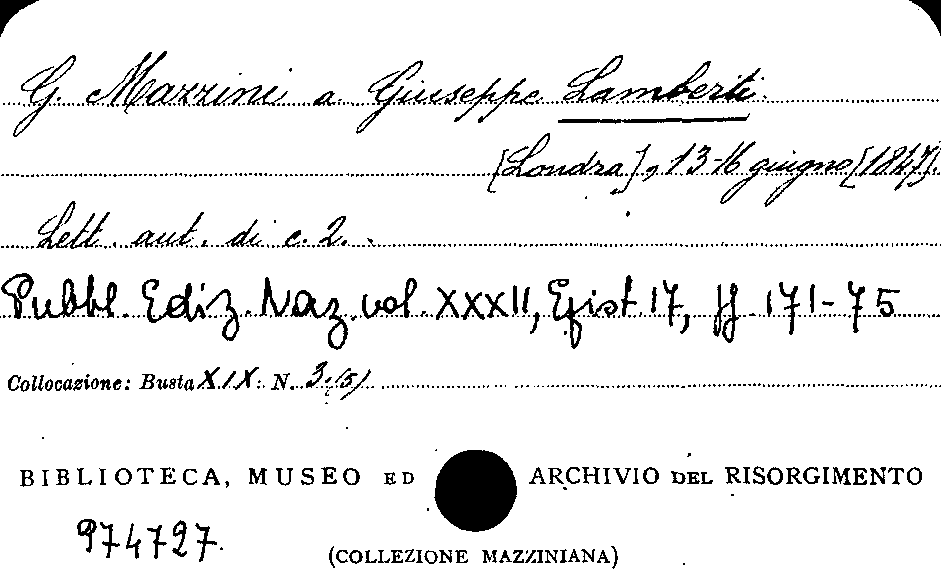 G. Mazzini a Giuseppe Lamberti.
[Londra], 13-16 giugno [1847].
Lett. aut. di c. 2.
Pubbl. Ediz. Naz. vol. XXXII, Epist. 17, pp. 171-75
Collocazione: Busta XIX. N. 3.(5)
BIBLIOTECA, MUSEO ED ARCHIVIO DEL RISORGIMENTO
974727.
(COLLEZIONE MAZZINIANA)